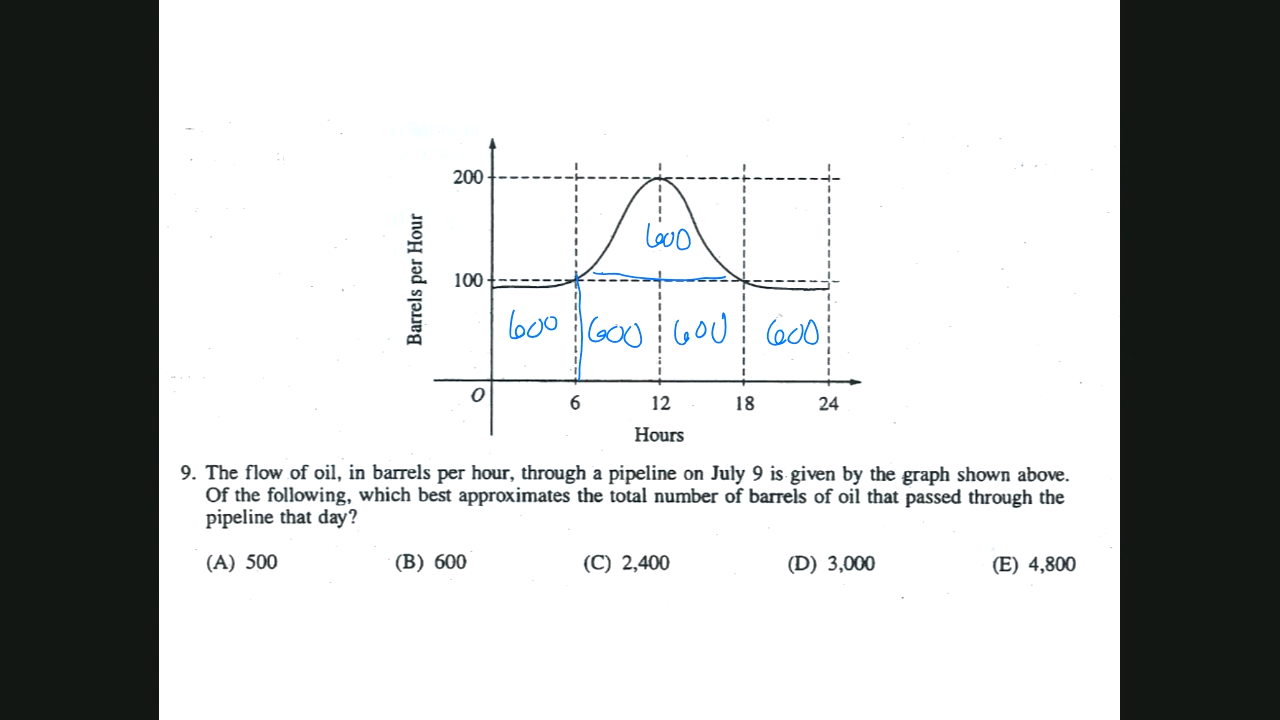 200
600
100
600 600 600 600
Barrels per Hour
O 6 12 18 24
Hours
9. The flow of oil, in barrels per hour, through a pipeline on July 9 is given by the graph shown above.
Of the following, which best approximates the total number of barrels of oil that passed through the
pipeline that day?
(A) 500 (B) 600 (C) 2,400 (D) 3,000 (E) 4,800